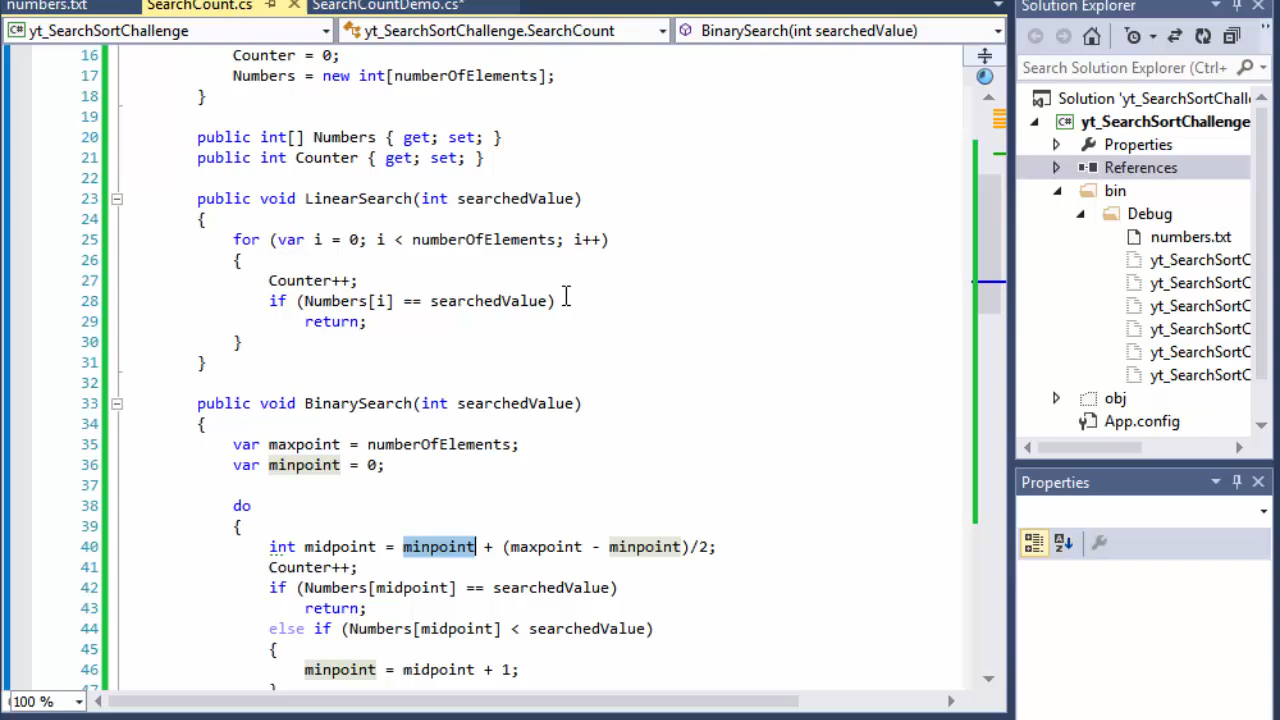 numbers.txt
SearchCount.cs
SearchCountDemo.cs*
yt_SearchSortChallenge
yt_SearchSortChallenge.SearchCount
BinarySearch(int searchedValue)
16 Counter = 0;
17 Numbers = new int[numberOfElements];
18 }
19
20 public int[] Numbers { get; set; }
21 public int Counter { get; set; }
22
23 public void LinearSearch(int searchedValue)
24 {
25 for (var i = 0; i < numberOfElements; i++)
26 {
27 Counter++;
28 if (Numbers[i] == searchedValue)
29 return;
30 }
31 }
32
33 public void BinarySearch(int searchedValue)
34 {
35 var maxpoint = numberOfElements;
36 var minpoint = 0;
37
38 do
39 {
40 int midpoint = minpoint + (maxpoint - minpoint)/2;
41 Counter++;
42 if (Numbers[midpoint] == searchedValue)
43 return;
44 else if (Numbers[midpoint] < searchedValue)
45 {
46 minpoint = midpoint + 1;
47 }
100 %
Solution Explorer
Search Solution Explorer (Ctrl+
Solution 'yt_SearchSortChall
C# yt_SearchSortChallenge
Properties
References
bin
Debug
numbers.txt
yt_SearchSortC
yt_SearchSortC
yt_SearchSortC
yt_SearchSortC
yt_SearchSortC
yt_SearchSortC
obj
App.config
Properties